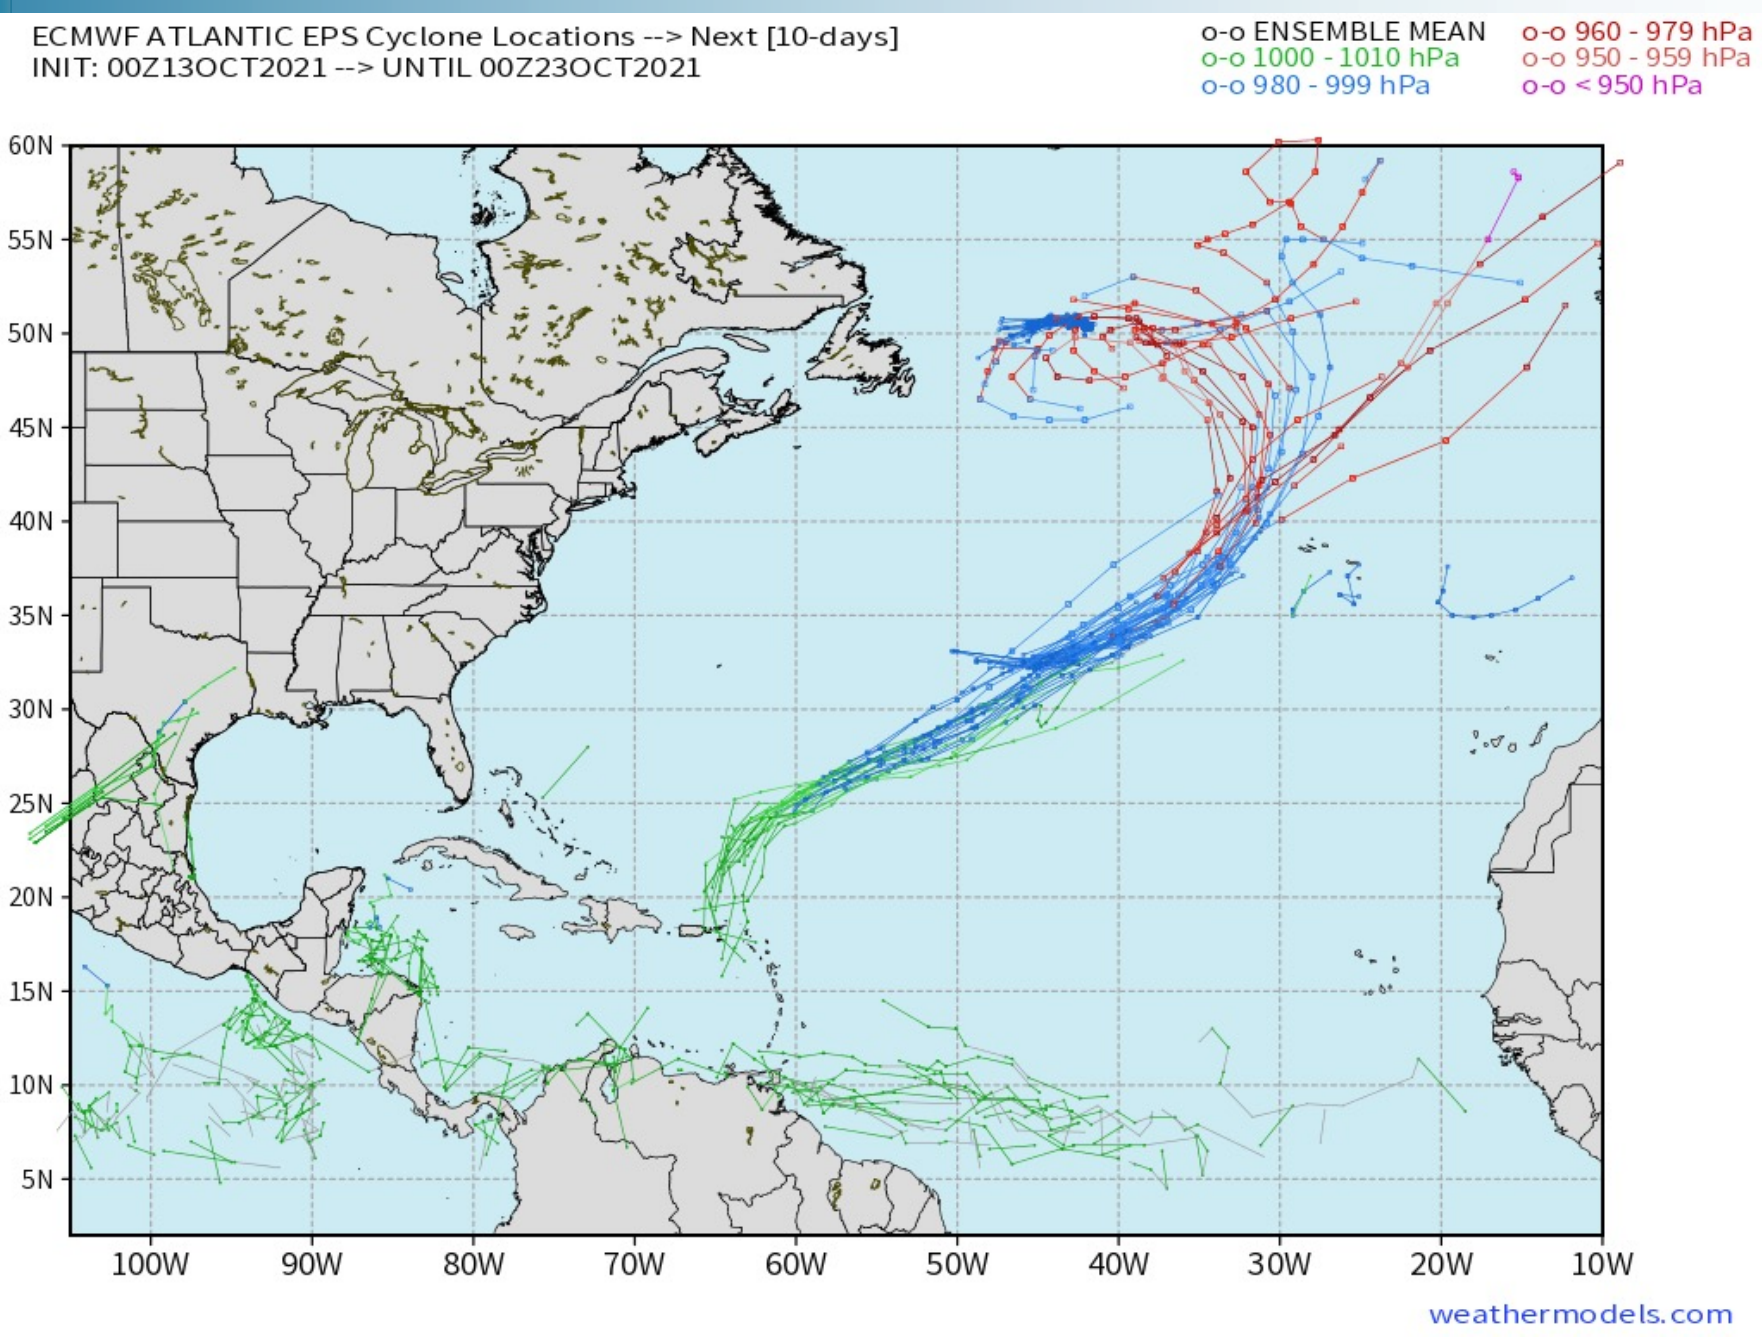 ECMWF ATLANTIC EPS Cyclone Locations --> Next [10-days]
INIT: 00Z13OCT2021 --> UNTIL 00Z23OCT2021
o-o ENSEMBLE MEAN
o-o 1000 - 1010 hPa
o-o 980 - 999 hPa
o-o 960 - 979 hPa
o-o 950 - 959 hPa
o-o < 950 hPa
60N
55N
50N
45N
40N
35N
30N
25N
20N
15N
10N
5N
100W 90W 80W 70W 60W 50W 40W 30W 20W 10W
weathermodels.com